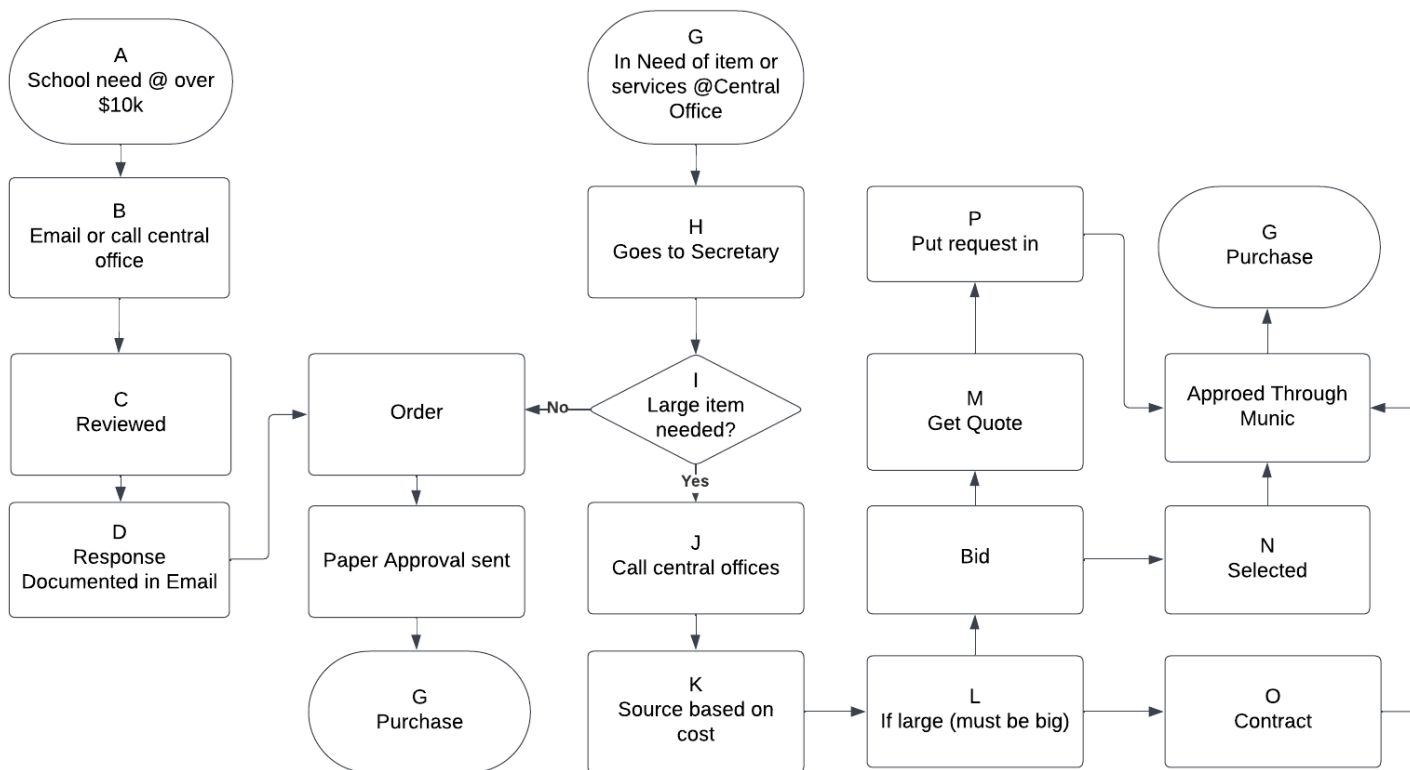 A
School need @ over
$10k
B
Email or call central
office
C
Reviewed
D
Response
Documented in Email
Order
Paper Approval sent
G
Purchase
G
In Need of item or
services @Central
Office
H
Goes to Secretary
I
Large item
needed?
No
Yes
J
Call central offices
K
Source based on
cost
L
If large (must be big)
Bid
M
Get Quote
P
Put request in
O
Contract
N
Selected
Approed Through
Munic
G
Purchase